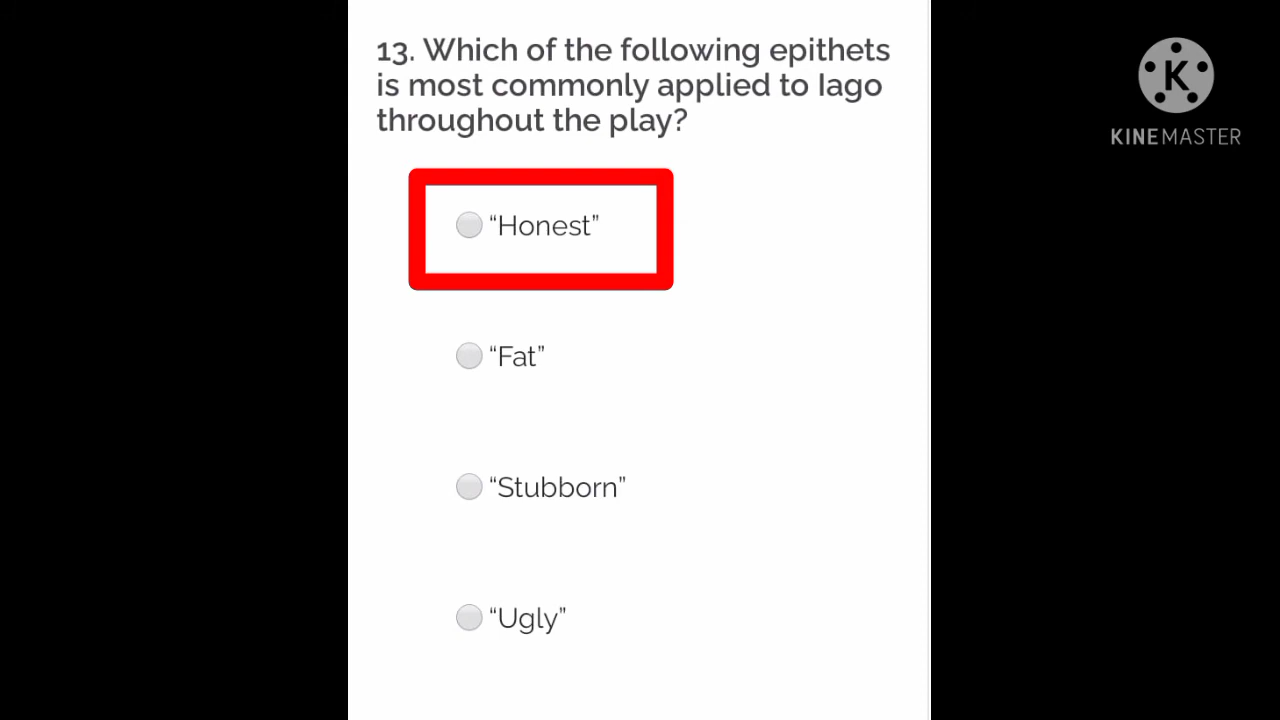 13. Which of the following epithets
is most commonly applied to Iago
throughout the play?
“Honest”
“Fat”
“Stubborn”
“Ugly”
K
KINEMASTER